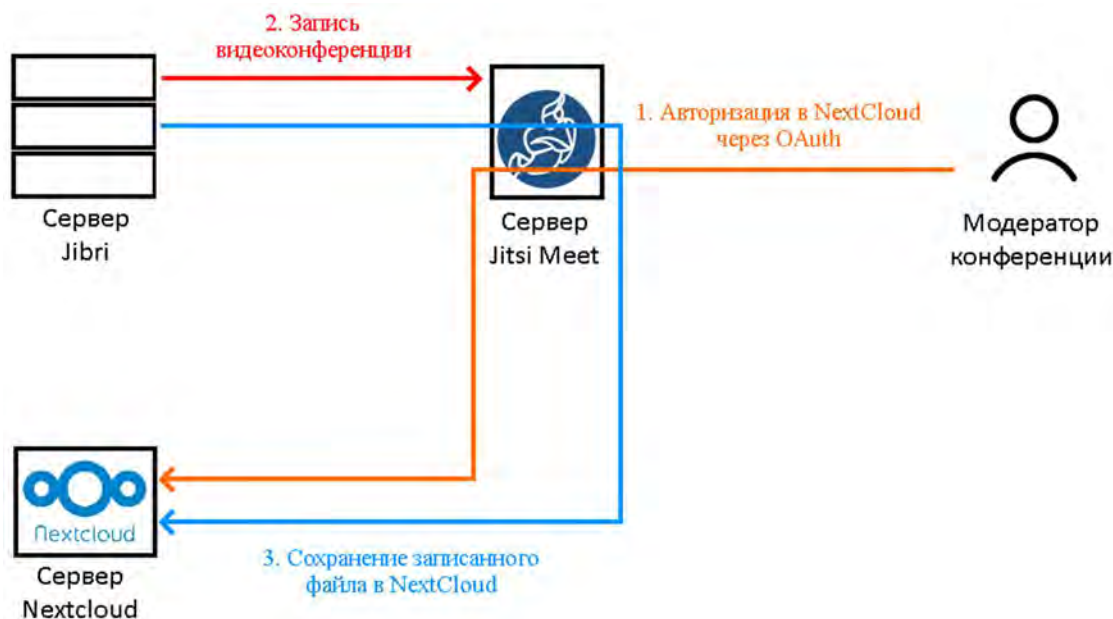 2. Запись
видеоконференции
1. Авторизация в NextCloud
через OAuth
Сервер
Jibri
Сервер
Jitsi Meet
Модератор
конференции
Nextcloud
3. Сохранение записанного
файла в NextCloud
Сервер
Nextcloud